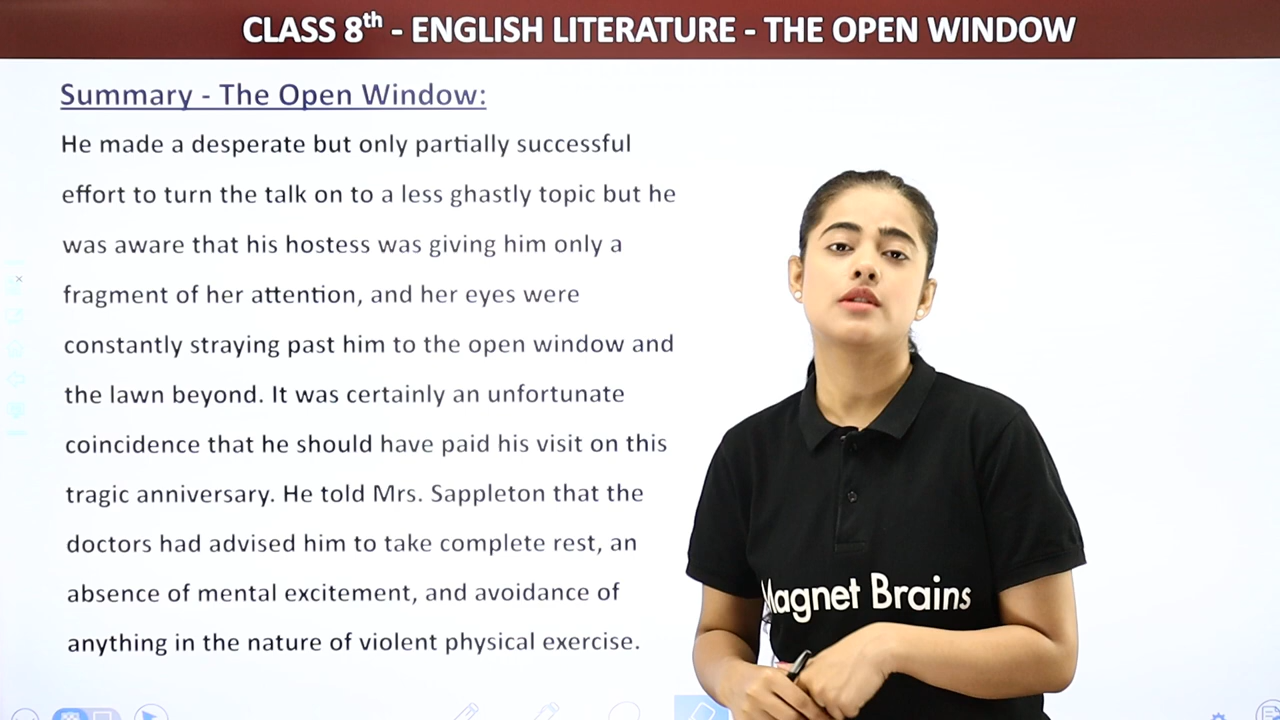 CLASS 8th - ENGLISH LITERATURE - THE OPEN WINDOW
Summary - The Open Window:
He made a desperate but only partially successful
effort to turn the talk on to a less ghastly topic but he
was aware that his hostess was giving him only a
fragment of her attention, and her eyes were
constantly straying past him to the open window and
the lawn beyond. It was certainly an unfortunate
coincidence that he should have paid his visit on this
tragic anniversary. He told Mrs. Sappleton that the
doctors had advised him to take complete rest, an
absence of mental excitement, and avoidance of
anything in the nature of violent physical exercise.
Magnet Brains